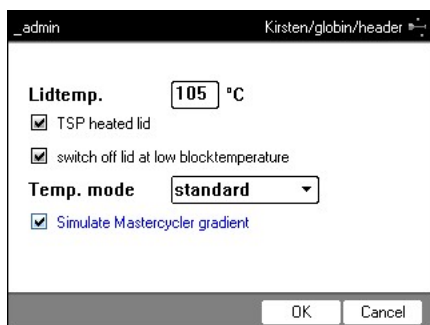 _admin Kirsten/globin/header
Lidtemp. 105 °C
TSP heated lid
switch off lid at low blocktemperature
Temp. mode standard
Simulate Mastercycler gradient
OK Cancel